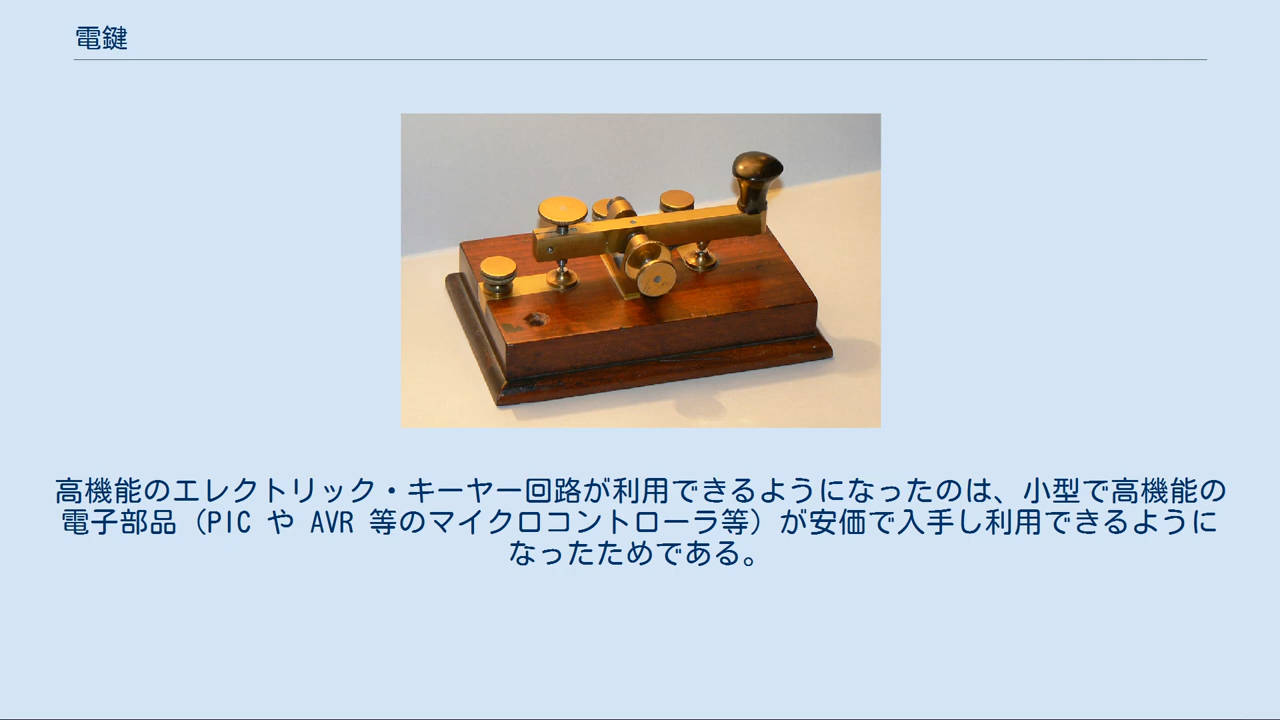 電鍵
高機能のエレクトリック・キーヤー回路が利用できるようになったのは、小型で高機能の
電子部品（PIC や AVR 等のマイクロコントローラ等）が安価で入手し利用できるように
なったためである。